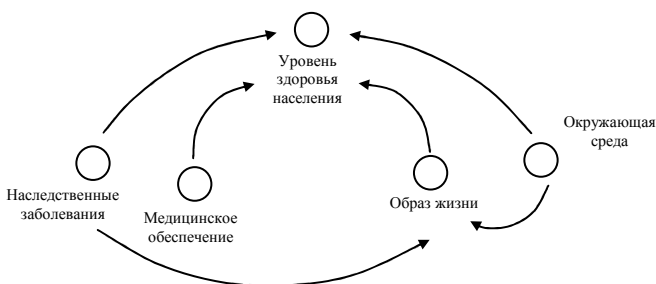 Уровень
здоровья
населения
Окружающая
среда
Наследственные
заболевания
Медицинское
обеспечение
Образ жизни